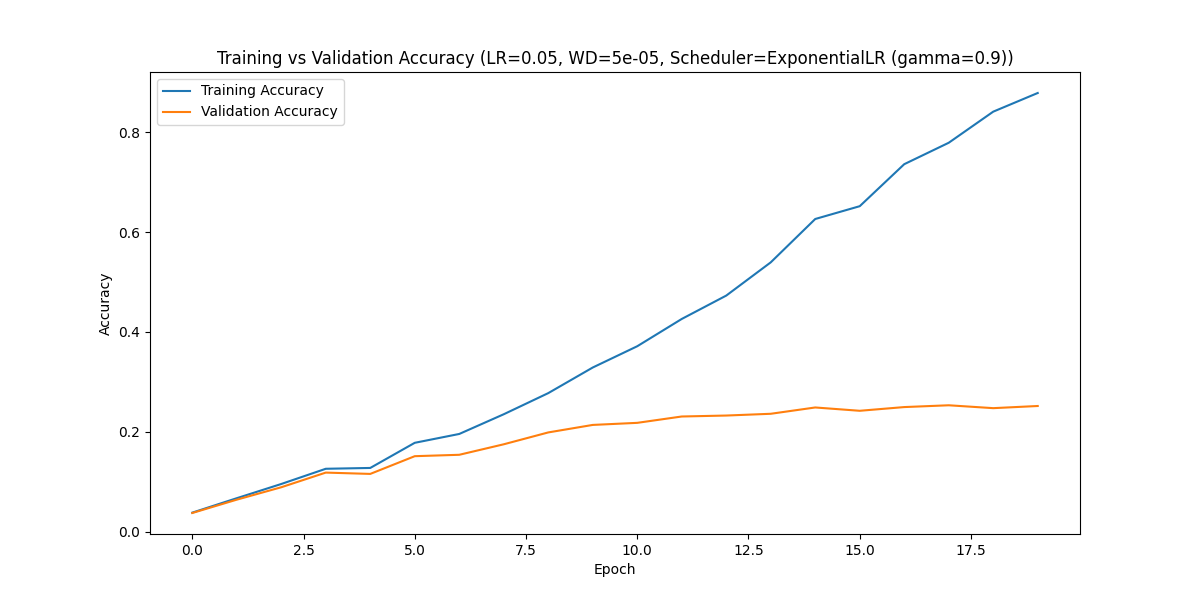 Training vs Validation Accuracy (LR=0.05, WD=5e-05, Scheduler=ExponentialLR (gamma=0.9))
Training Accuracy
Validation Accuracy
0.8
0.6
0.4
0.2
0.0
Accuracy
0.0 2.5 5.0 7.5 10.0 12.5 15.0 17.5
Epoch